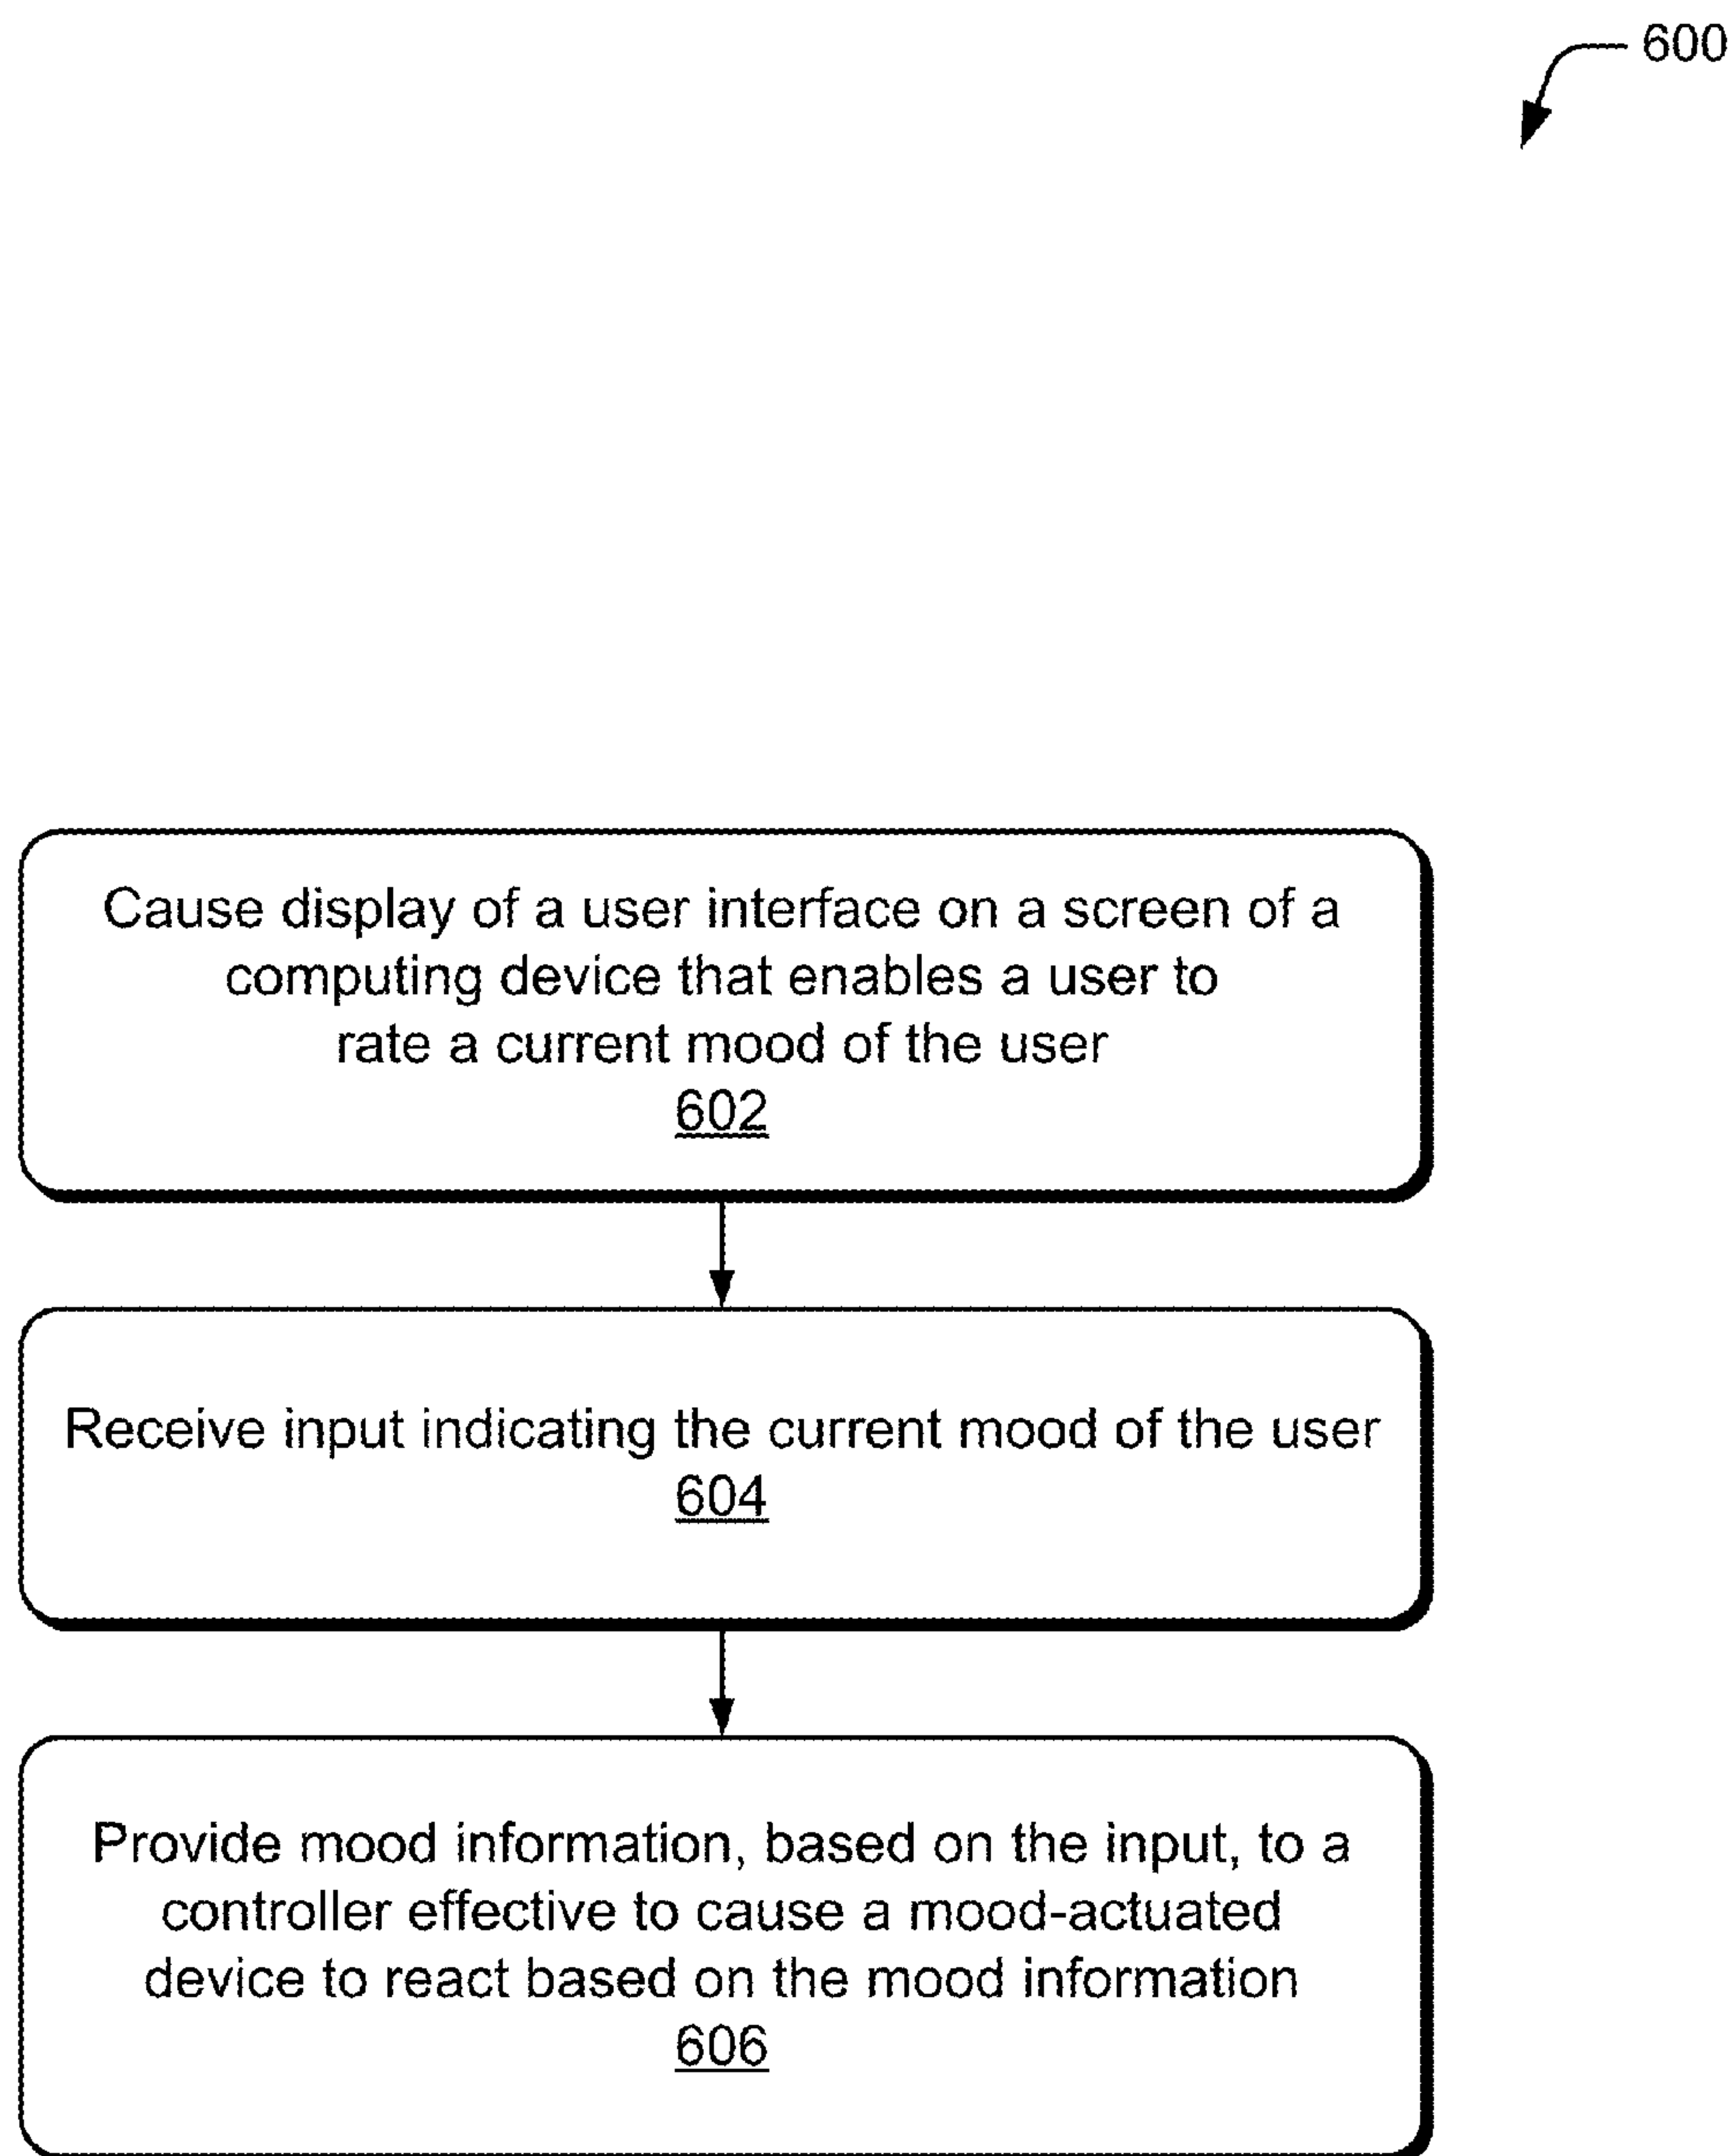 600
Cause display of a user interface on a screen of a
computing device that enables a user to
rate a current mood of the user
602
Receive input indicating the current mood of the user
604
Provide mood information, based on the input, to a
controller effective to cause a mood-actuated
device to react based on the mood information
606